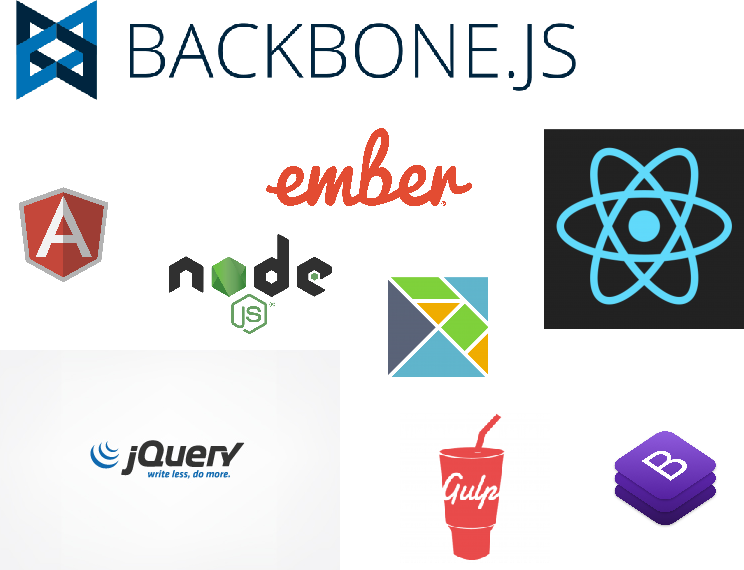 BACKBONE.JS
ember
A
node
JS
jQuery
write less, do more.
Gulp
B